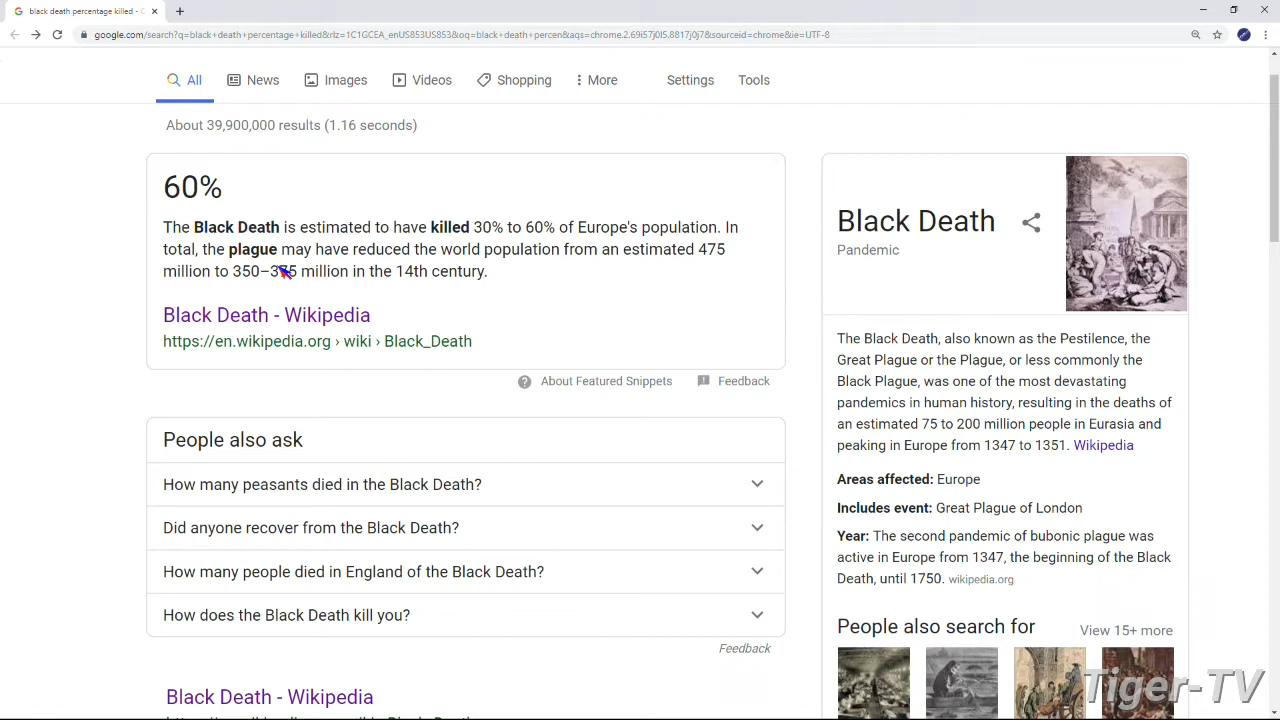 black death percentage killed - G
google.com/search?q=black+death+percentage+killed&rlz=1C1GCEA_enUS853US853&oq=black+death+percen&aqs=chrome.2.69i57j0l5.8817j0j7&sourceid=chrome&ie=UTF-8
All News Images Videos Shopping More Settings Tools
About 39,900,000 results (1.16 seconds)
60%
The Black Death is estimated to have killed 30% to 60% of Europe's population. In
total, the plague may have reduced the world population from an estimated 475
million to 350–375 million in the 14th century.
Black Death - Wikipedia
https://en.wikipedia.org › wiki › Black_Death
About Featured Snippets Feedback
People also ask
How many peasants died in the Black Death?
Did anyone recover from the Black Death?
How many people died in England of the Black Death?
How does the Black Death kill you?
Feedback
Black Death - Wikipedia
Black Death
Pandemic
The Black Death, also known as the Pestilence, the
Great Plague or the Plague, or less commonly the
Black Plague, was one of the most devastating
pandemics in human history, resulting in the deaths of
an estimated 75 to 200 million people in Eurasia and
peaking in Europe from 1347 to 1351. Wikipedia
Areas affected: Europe
Includes event: Great Plague of London
Year: The second pandemic of bubonic plague was
active in Europe from 1347, the beginning of the Black
Death, until 1750. wikipedia.org
People also search for View 15+ more
Tiger-TV